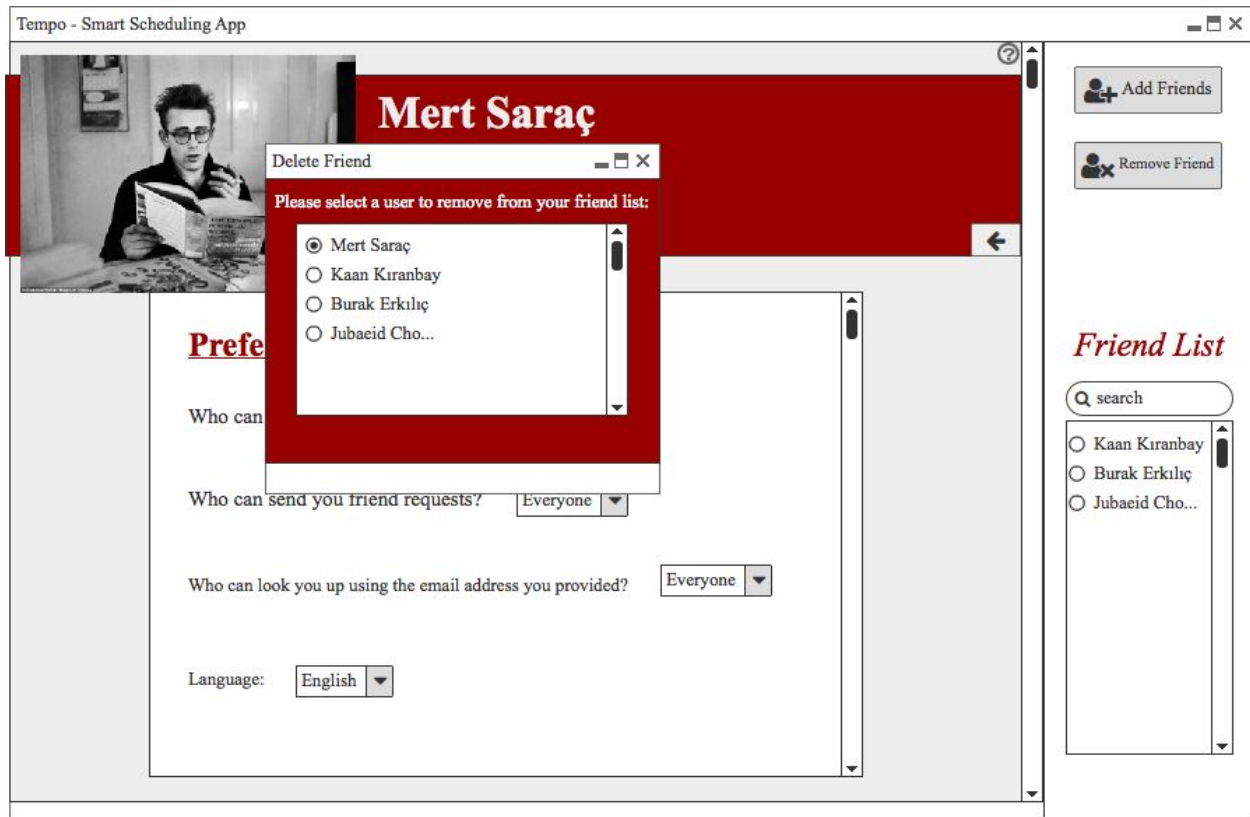 Tempo - Smart Scheduling App
Mert Saraç
Add Friends
Remove Friend
Delete Friend
Please select a user to remove from your friend list:
Mert Saraç
Kaan Kıranbay
Burak Erkılıç
Jubaeid Cho...
Prefe
Who can
Who can send you friend requests? Everyone
Who can look you up using the email address you provided? Everyone
Language: English
Friend List
search
Kaan Kıranbay
Burak Erkılıç
Jubaeid Cho...